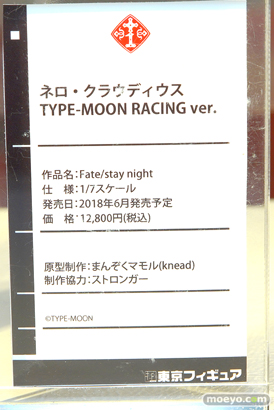 ネロ・クラウディウス
TYPE-MOON RACING ver.
作品名:Fate/stay night
仕　様:1/7スケール
発売日:2018年6月発売予定
価　格:12,800円(税込)
原型制作:まんぞくマモル(knead)
制作協力:ストロンガー
©TYPE-MOON
東京フィギュア
moeyo.com